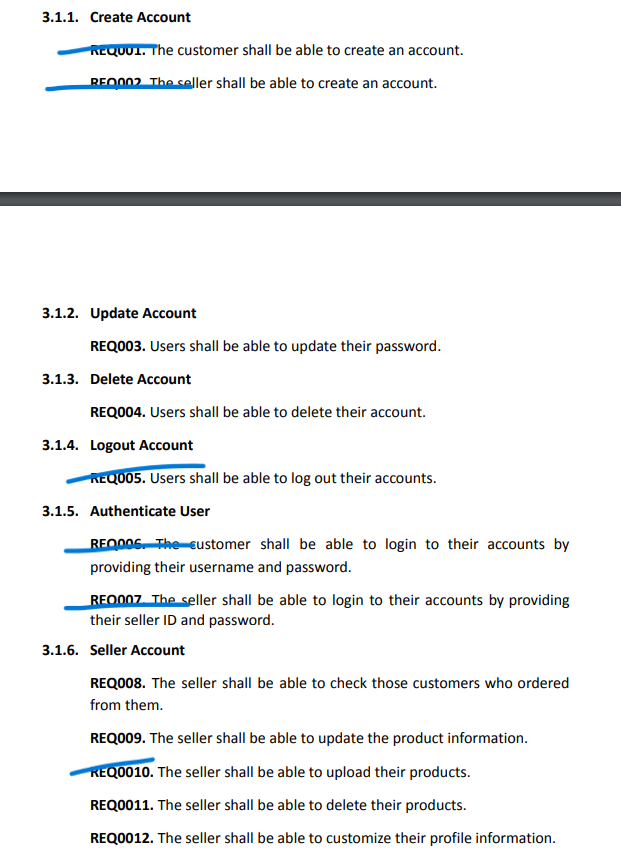 3.1.1. Create Account
REQ001. The customer shall be able to create an account.
REQ002. The seller shall be able to create an account.
3.1.2. Update Account
REQ003. Users shall be able to update their password.
3.1.3. Delete Account
REQ004. Users shall be able to delete their account.
3.1.4. Logout Account
REQ005. Users shall be able to log out their accounts.
3.1.5. Authenticate User
REQ006. The customer shall be able to login to their accounts by
providing their username and password.
REQ007. The seller shall be able to login to their accounts by providing
their seller ID and password.
3.1.6. Seller Account
REQ008. The seller shall be able to check those customers who ordered
from them.
REQ009. The seller shall be able to update the product information.
REQ0010. The seller shall be able to upload their products.
REQ0011. The seller shall be able to delete their products.
REQ0012. The seller shall be able to customize their profile information.